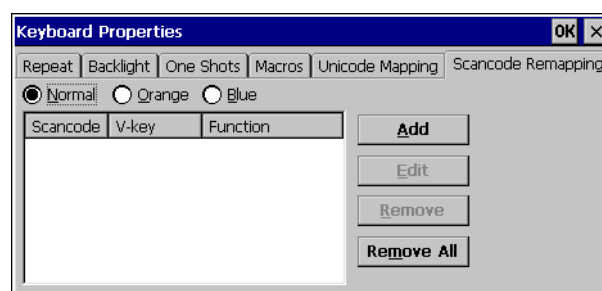 Keyboard Properties OK ×
Repeat Backlight One Shots Macros Unicode Mapping Scancode Remapping
Normal Orange Blue
Scancode V-key Function
Add
Edit
Remove
Remove All